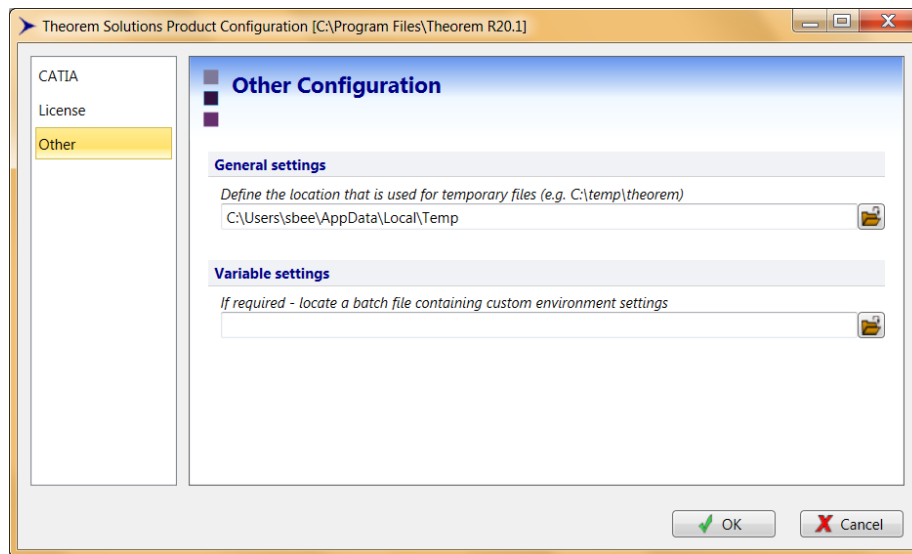 Theorem Solutions Product Configuration [C:\Program Files\Theorem R20.1]
CATIA
License
Other
Other Configuration
General settings
Define the location that is used for temporary files (e.g. C:\temp\theorem)
C:\Users\sbee\AppData\Local\Temp
Variable settings
If required - locate a batch file containing custom environment settings
OK
Cancel